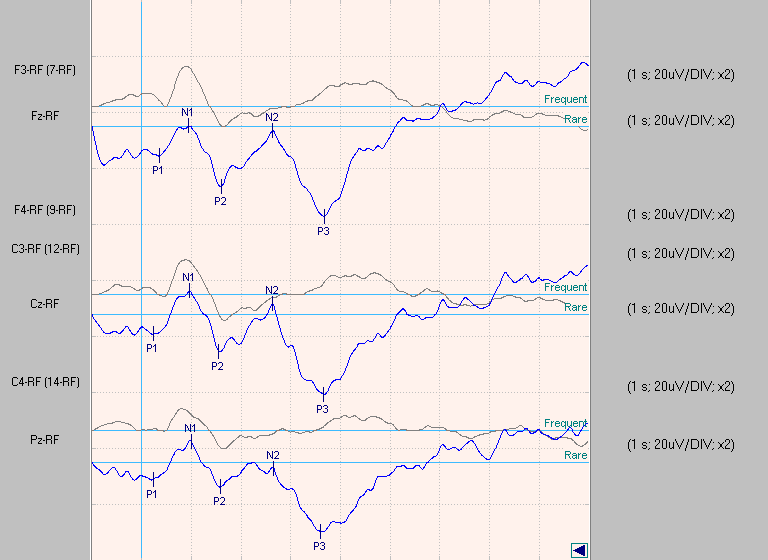 F3-RF (7-RF) (1 s; 20uV/DIV; x2)
Frequent
N1 N2
Fz-RF Rare (1 s; 20uV/DIV; x2)
P1
P2
F4-RF (9-RF) (1 s; 20uV/DIV; x2)
P3
C3-RF (12-RF) (1 s; 20uV/DIV; x2)
N1
N2 Frequent
Cz-RF Rare (1 s; 20uV/DIV; x2)
P1
P2
C4-RF (14-RF) (1 s; 20uV/DIV; x2)
P3
Frequent
N1
Pz-RF (1 s; 20uV/DIV; x2)
N2 Rare
P1
P2
P3